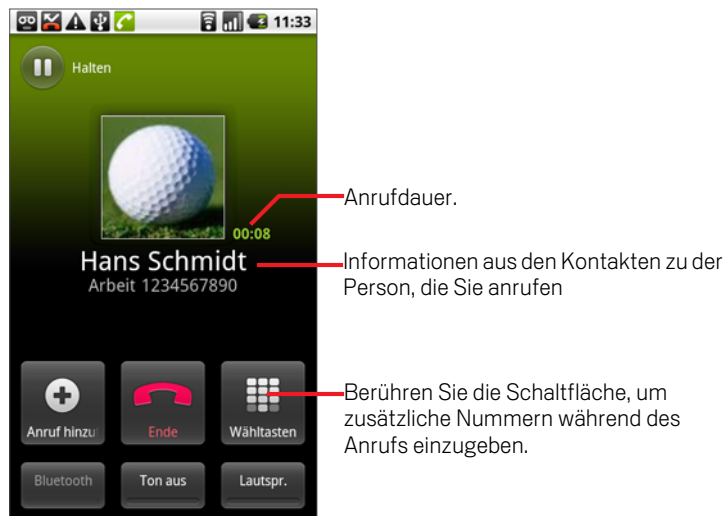 11:33
Halten
00:08
Hans Schmidt
Arbeit 1234567890
Anruf hinzu
Ende
Wähltasten
Bluetooth
Ton aus
Lautspr.
Anrufdauer.
Informationen aus den Kontakten zu der
Person, die Sie anrufen
Berühren Sie die Schaltfläche, um
zusätzliche Nummern während des
Anrufs einzugeben.